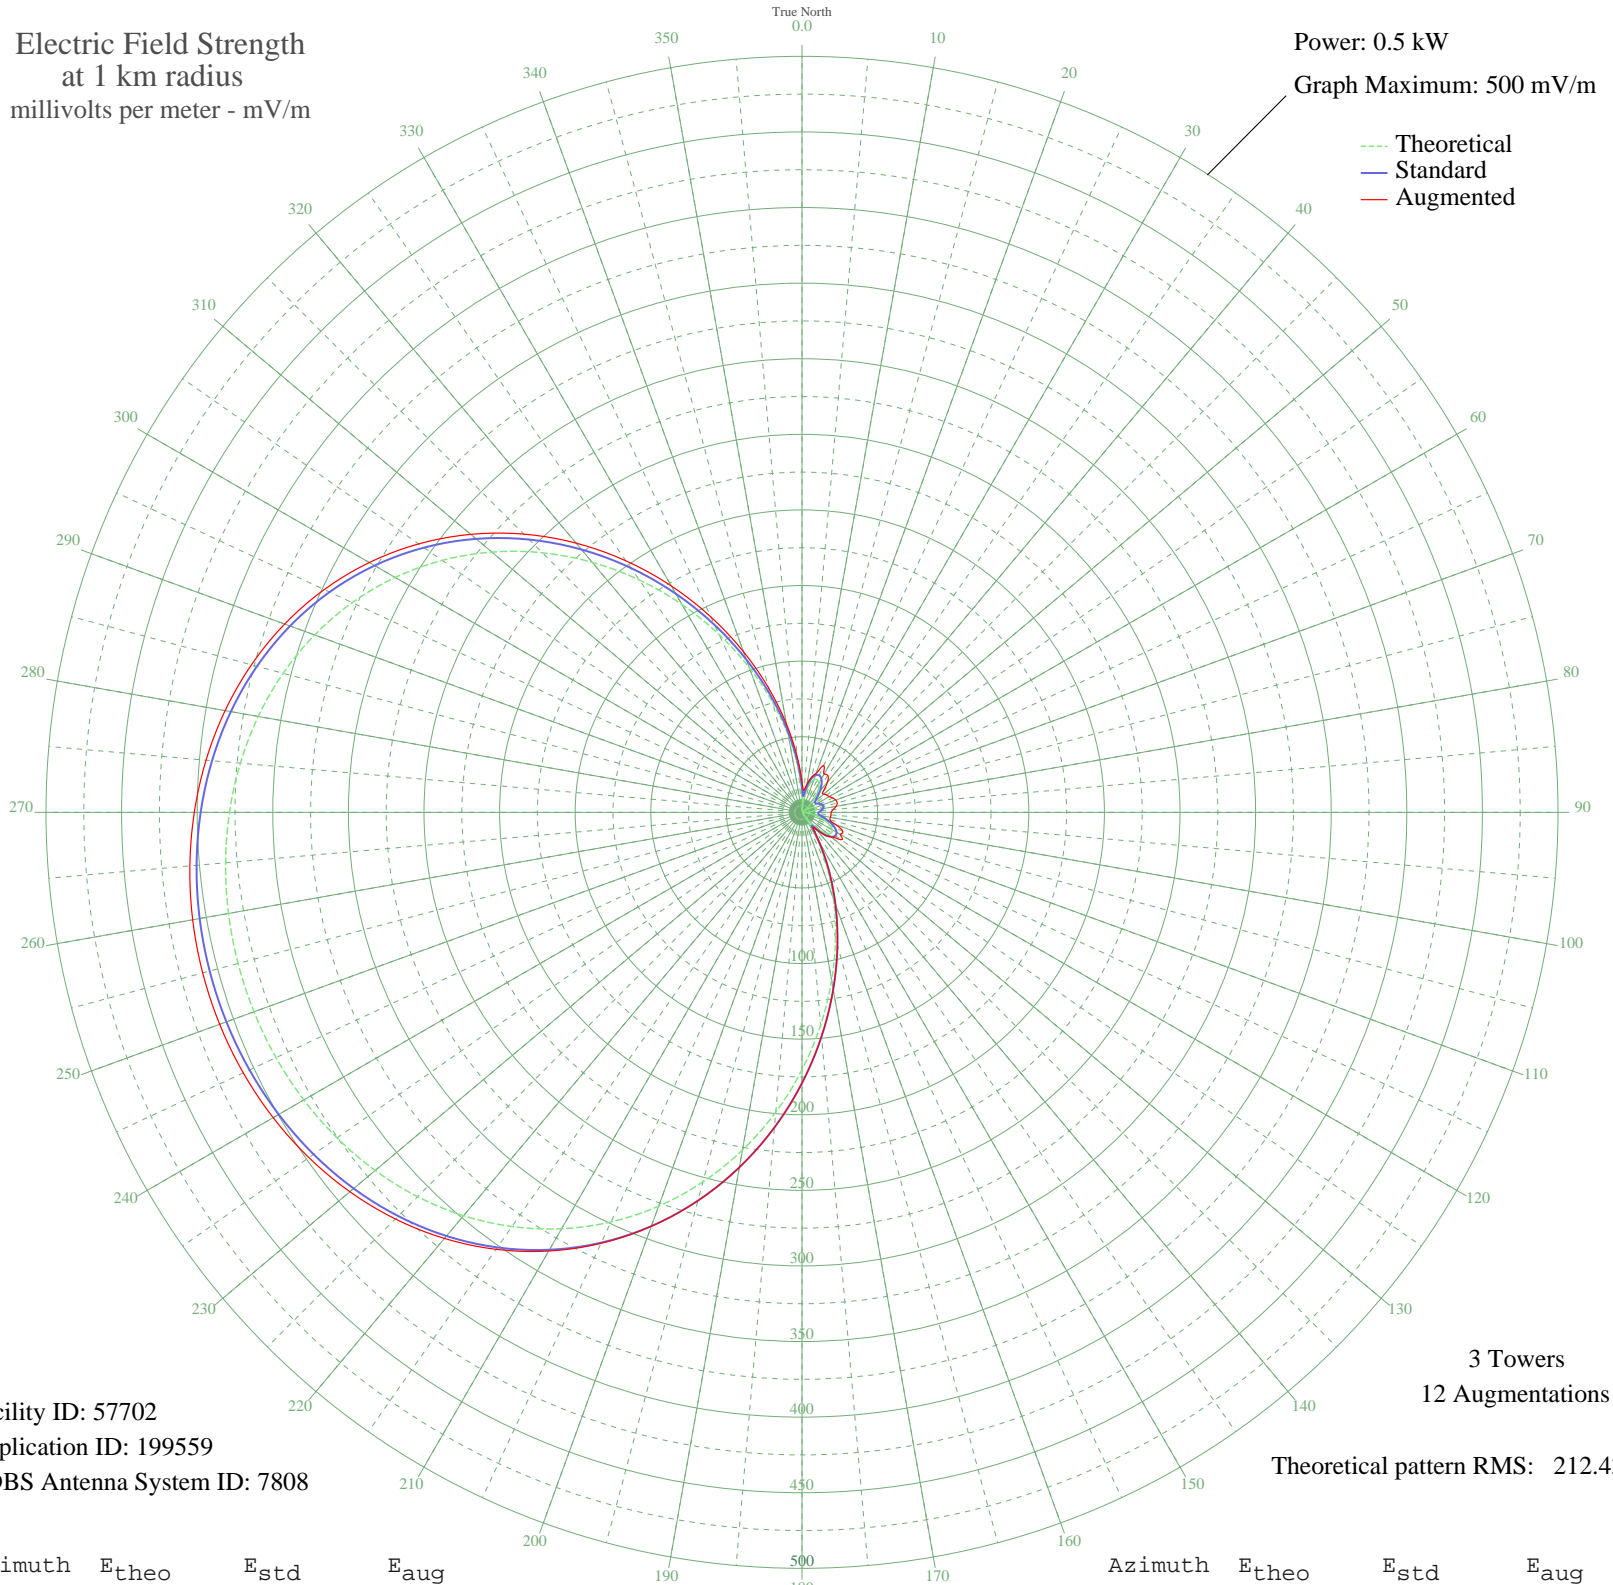 True North
0.0
10
20
30
40
50
60
70
80
90
100
110
120
130
140
150
160
170
190
200
210
220
230
240
250
260
270
280
290
300
310
320
330
340
350
Electric Field Strength
at 1 km radius
millivolts per meter - mV/m
Power: 0.5 kW
Graph Maximum: 500 mV/m
Theoretical
Standard
Augmented
100
150
200
250
300
350
400
450
500
3 Towers
12 Augmentations
Theoretical pattern RMS: 212.4
cility ID: 57702
plication ID: 199559
DBS Antenna System ID: 7808
imuth Etheo Estd Eaug
Azimuth Etheo Estd Eaug